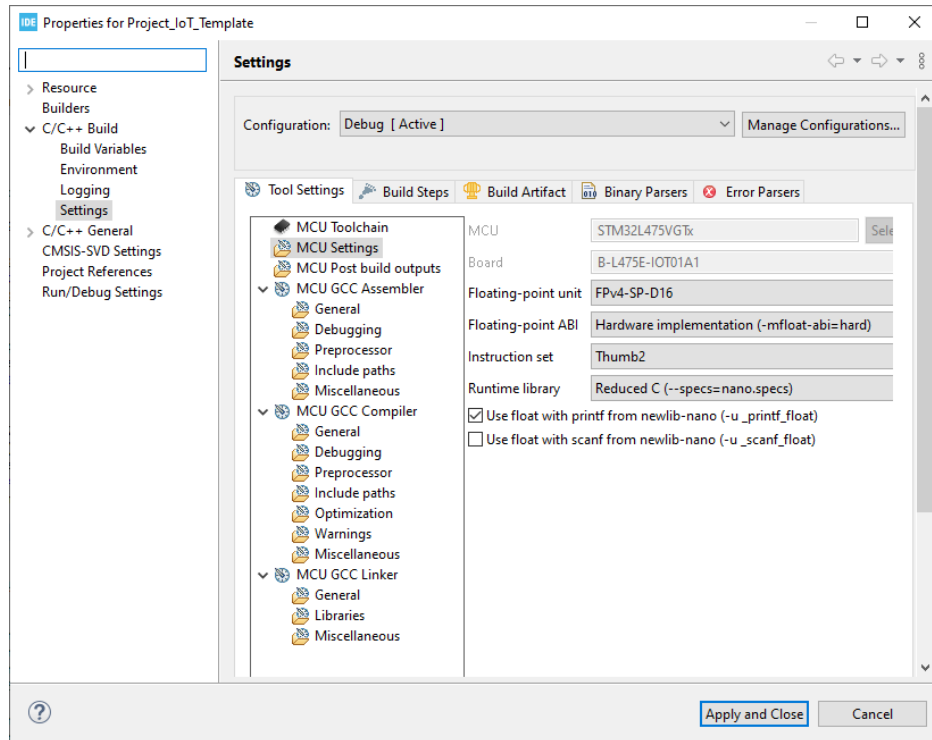 IDE Properties for Project_IoT_Template
Settings
Resource
Builders
C/C++ Build
Build Variables
Environment
Logging
Settings
C/C++ General
CMSIS-SVD Settings
Project References
Run/Debug Settings
Configuration: Debug [ Active ]
Manage Configurations...
Tool Settings
Build Steps
Build Artifact
Binary Parsers
Error Parsers
MCU Toolchain
MCU Settings
MCU Post build outputs
MCU GCC Assembler
General
Debugging
Preprocessor
Include paths
Miscellaneous
MCU GCC Compiler
General
Debugging
Preprocessor
Include paths
Optimization
Warnings
Miscellaneous
MCU GCC Linker
General
Libraries
Miscellaneous
MCU STM32L475VGTx Sele
Board B-L475E-IOT01A1
Floating-point unit FPv4-SP-D16
Floating-point ABI Hardware implementation (-mfloat-abi=hard)
Instruction set Thumb2
Runtime library Reduced C (--specs=nano.specs)
Use float with printf from newlib-nano (-u _printf_float)
Use float with scanf from newlib-nano (-u _scanf_float)
?
Apply and Close
Cancel